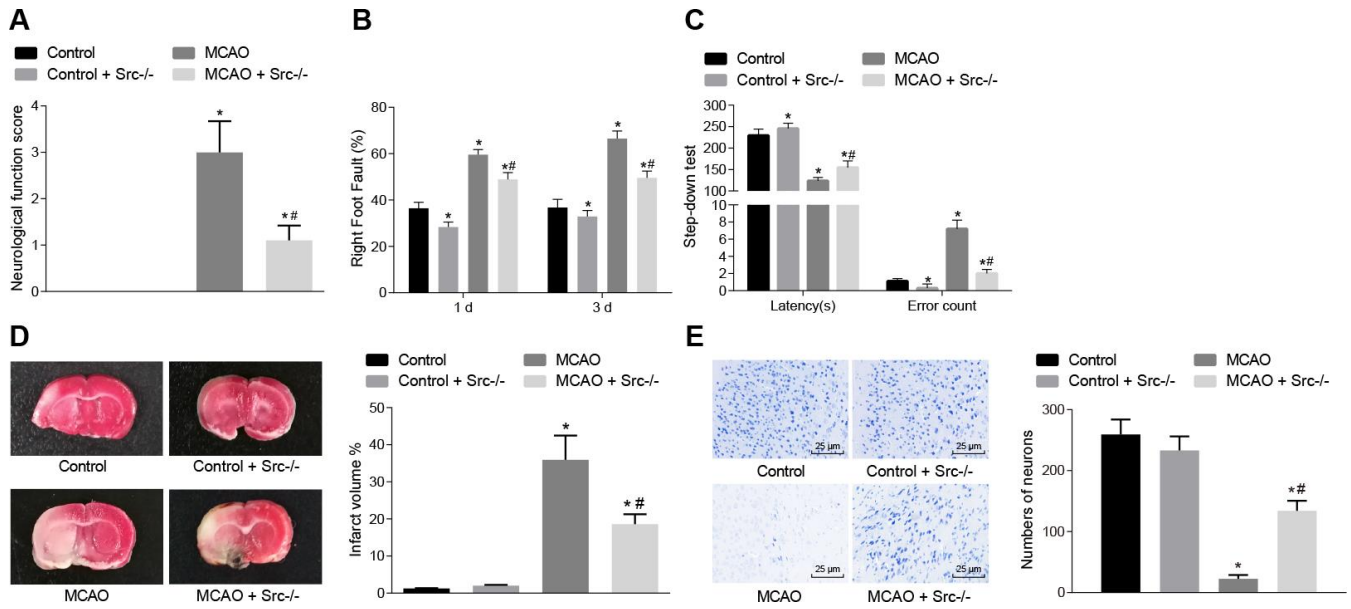 A
Control
MCAO
Control + Src-/-
MCAO + Src-/-
Neurological function score
4
3
2
1
0
*
*#
B
Control
MCAO
Control + Src-/-
MCAO + Src-/-
Right Foot Fault (%)
80
60
40
20
0
*
*
*#
*
*
*#
1 d
3 d
C
Control
MCAO
Control + Src-/-
MCAO + Src-/-
Step-down test
300
250
200
150
100
10
8
6
4
2
0
*
*
*#
*
*
*#
Latency(s)
Error count
D
Control
Control + Src-/-
MCAO
MCAO + Src-/-
Control
MCAO
Control + Src-/-
MCAO + Src-/-
Infarct volume %
50
40
30
20
10
0
*
*#
E
25 µm
25 µm
Control
Control + Src-/-
25 µm
25 µm
MCAO
MCAO + Src-/-
Control
MCAO
Control + Src-/-
MCAO + Src-/-
Numbers of neurons
300
200
100
0
*
*#